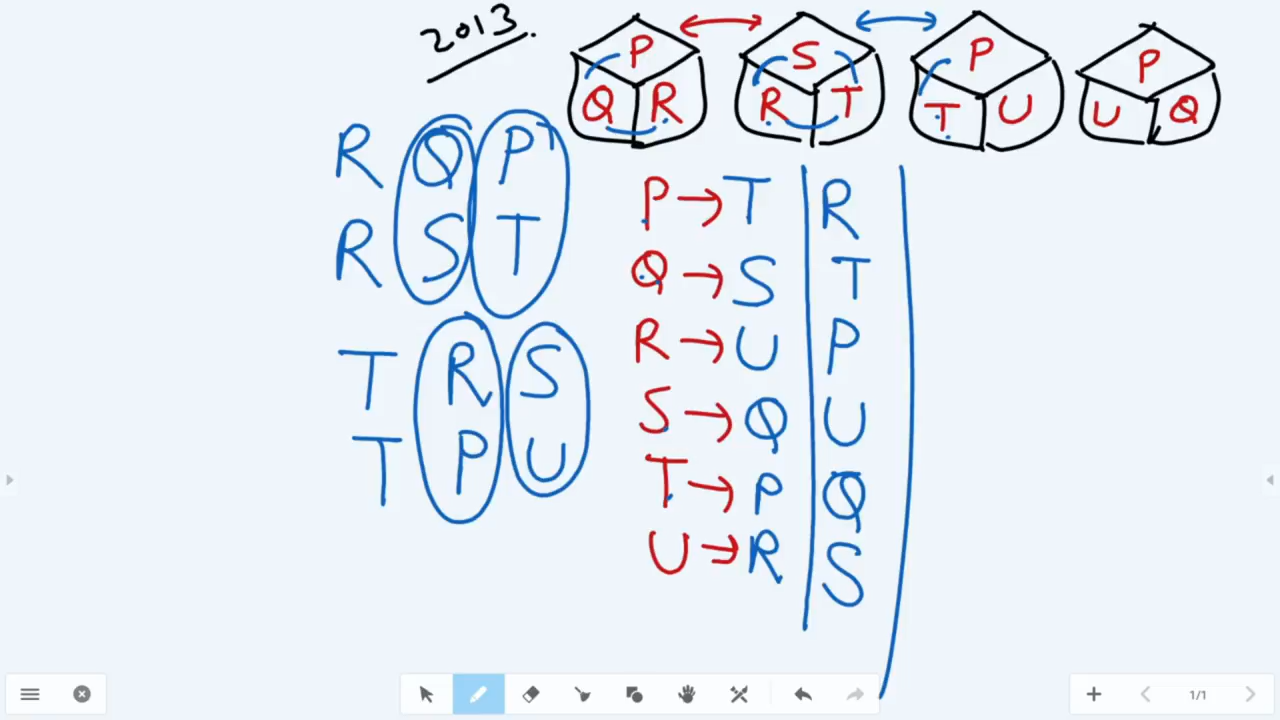 2013
P Q R
S R T
P T U
P U Q
R Q P
R S T
T R S
T P U
P → T R
Q → S T
R → U P
S → Q U
T → P Q
U → R S
1/1